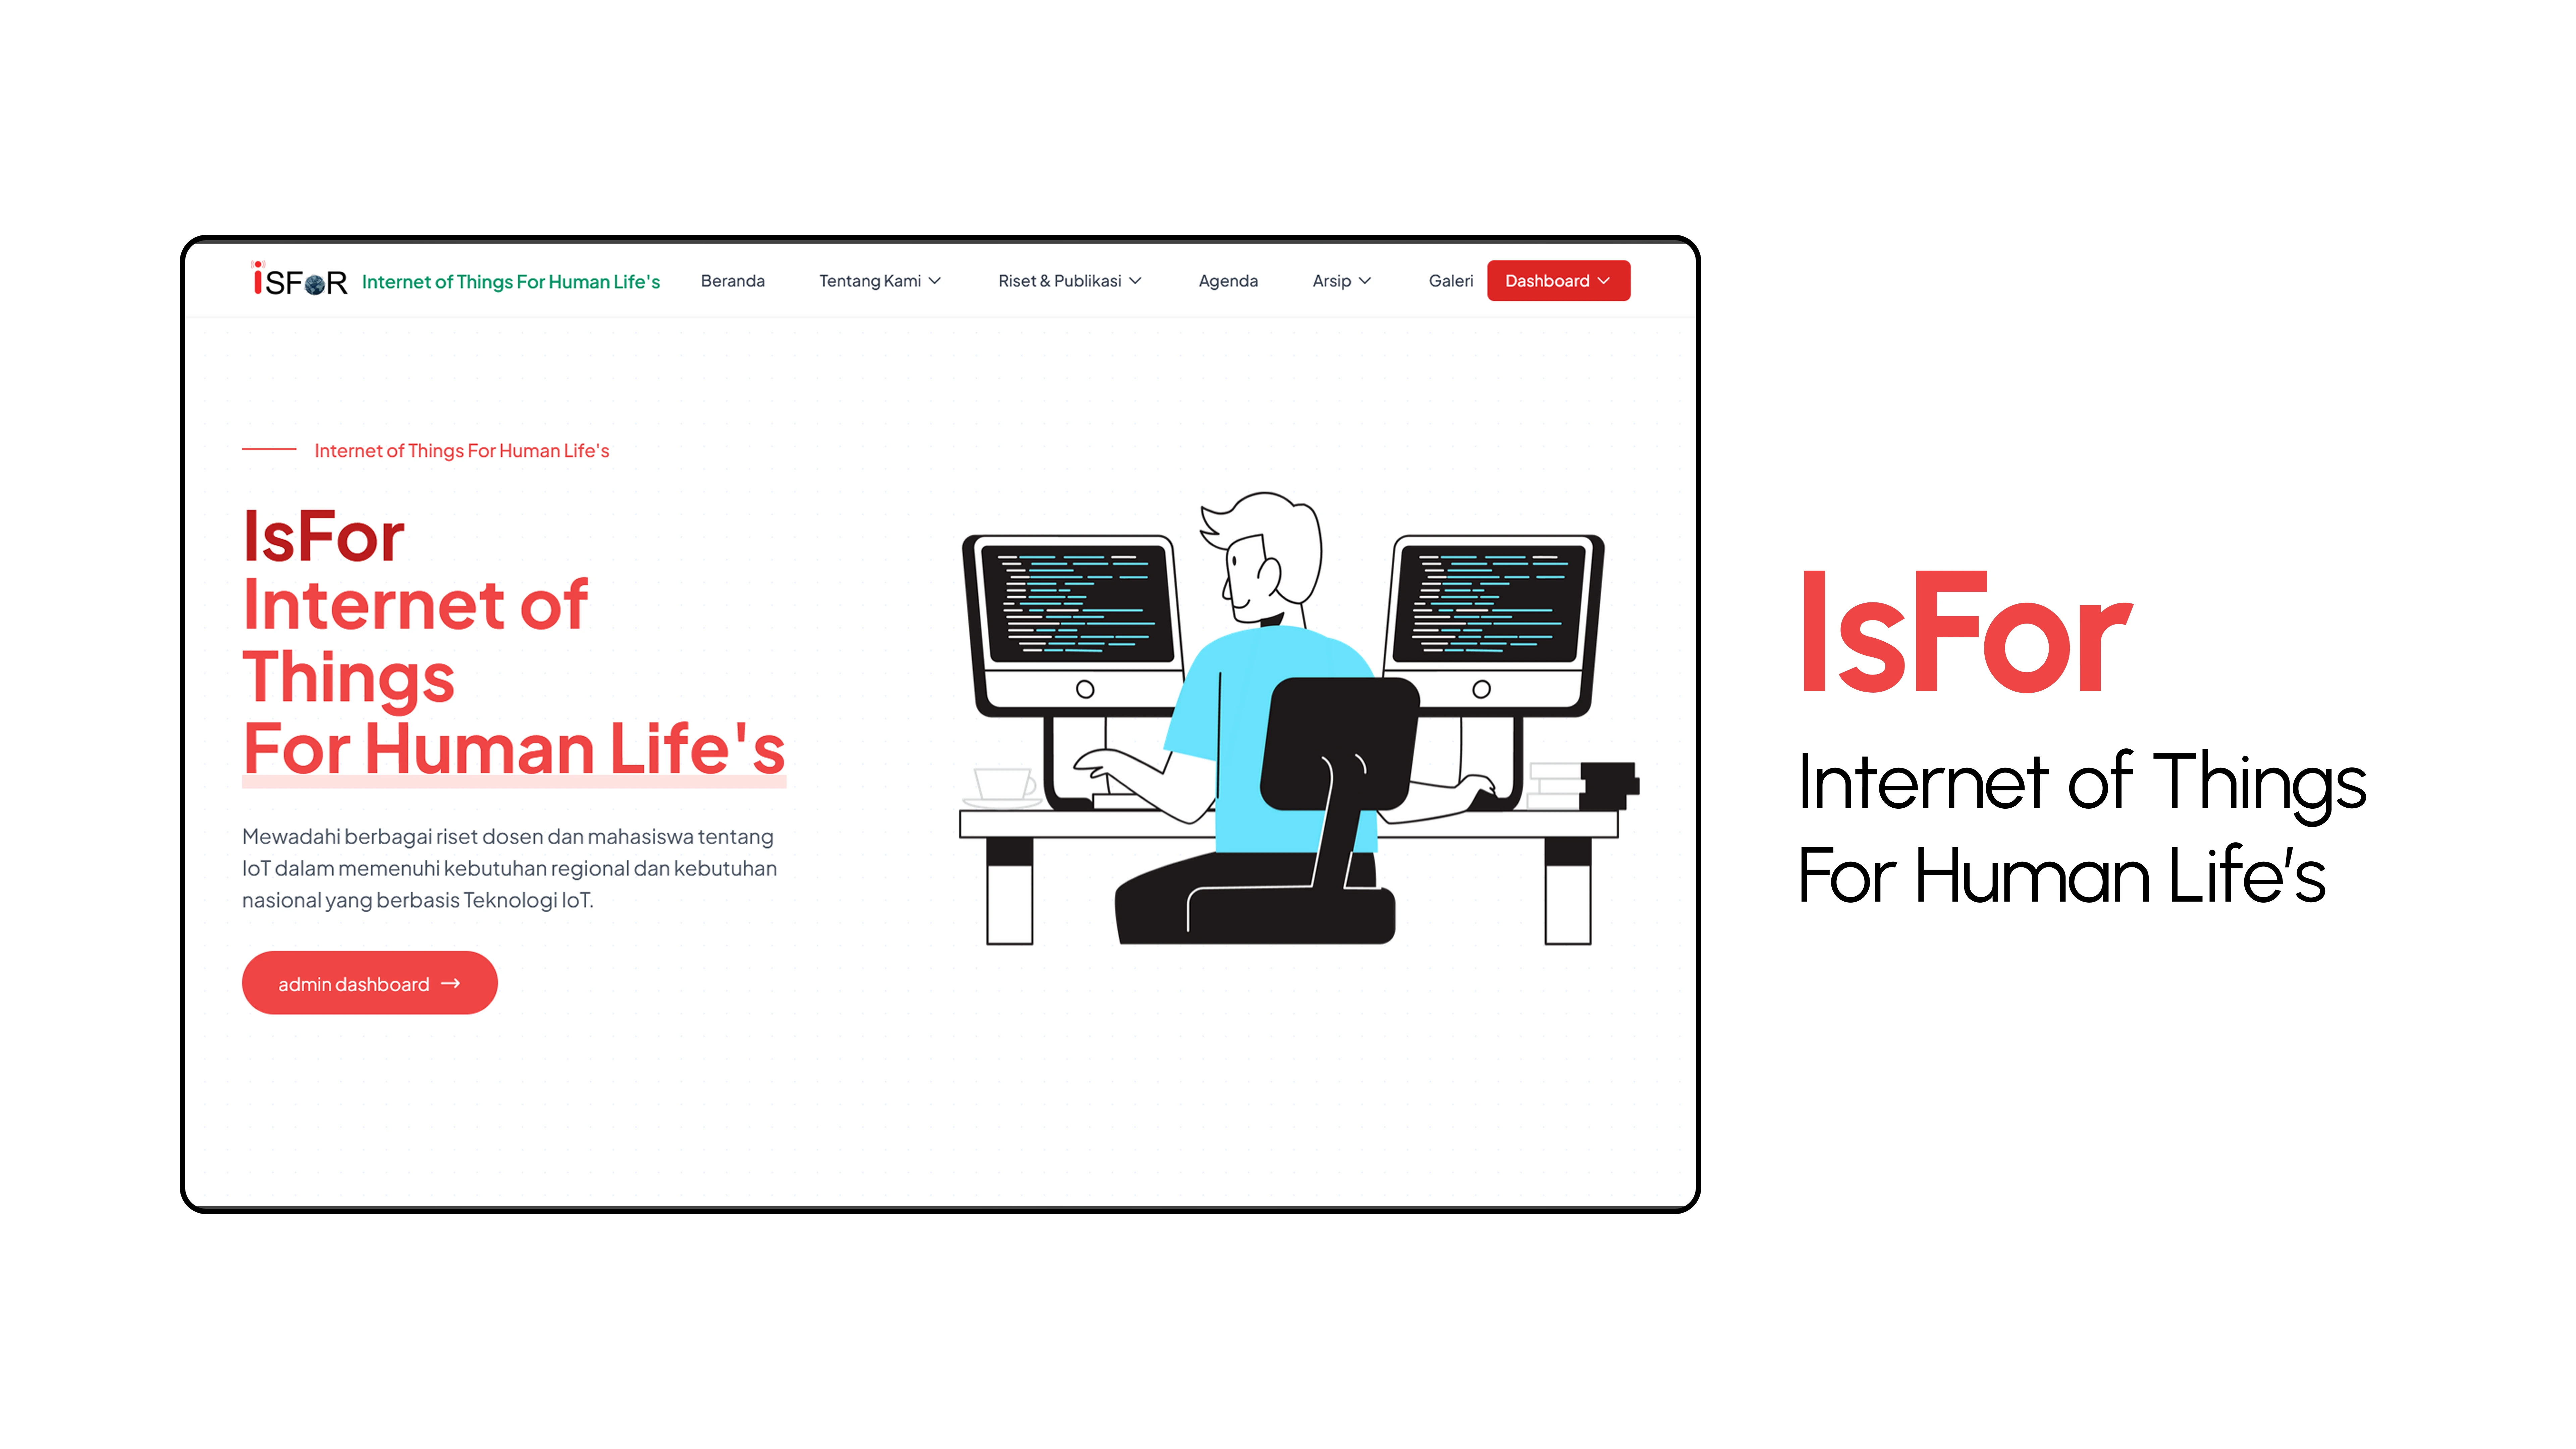 iSFoR Internet of Things For Human Life's Beranda Tentang Kami Riset & Publikasi Agenda Arsip Galeri Dashboard
Internet of Things For Human Life's
IsFor
Internet of
Things
For Human Life's
Mewadahi berbagai riset dosen dan mahasiswa tentang
IoT dalam memenuhi kebutuhan regional dan kebutuhan
nasional yang berbasis Teknologi IoT.
admin dashboard →
IsFor
Internet of Things
For Human Life's